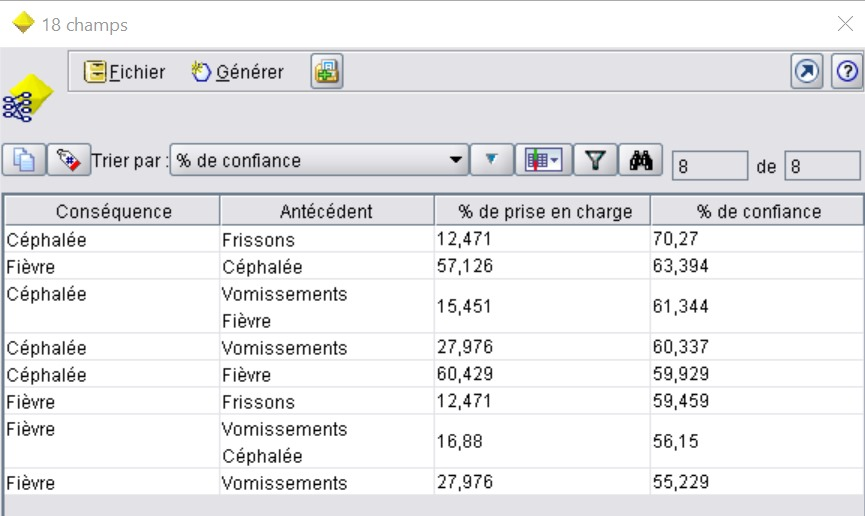 18 champs
Fichier Générer
Trier par : % de confiance 8 de 8
Conséquence Antécédent % de prise en charge % de confiance
Céphalée Frissons 12,471 70,27
Fièvre Céphalée 57,126 63,394
Céphalée Vomissements
Fièvre 15,451 61,344
Céphalée Vomissements 27,976 60,337
Céphalée Fièvre 60,429 59,929
Fièvre Frissons 12,471 59,459
Fièvre Vomissements
Céphalée 16,88 56,15
Fièvre Vomissements 27,976 55,229